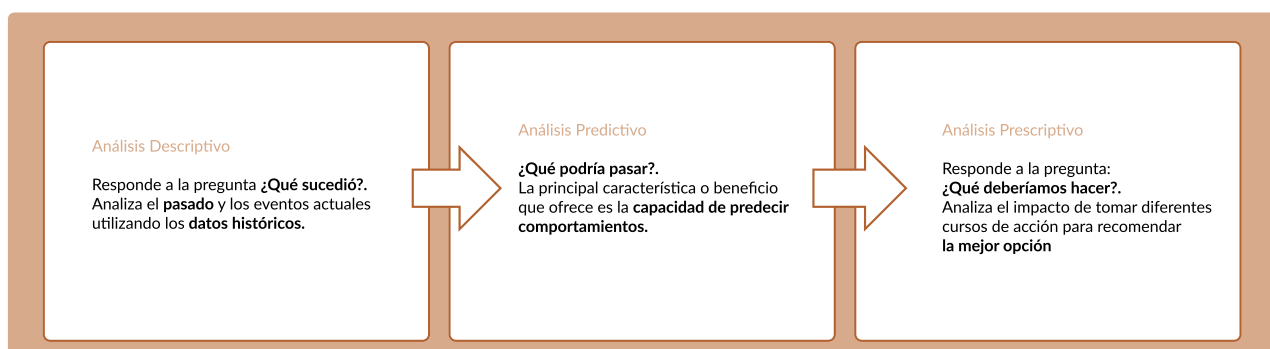 Análisis Descriptivo
Responde a la pregunta ¿Qué sucedió?.
Analiza el pasado y los eventos actuales
utilizando los datos históricos.
Análisis Predictivo
¿Qué podría pasar?.
La principal característica o beneficio
que ofrece es la capacidad de predecir
comportamientos.
Análisis Prescriptivo
Responde a la pregunta:
¿Qué deberíamos hacer?.
Analiza el impacto de tomar diferentes
cursos de acción para recomendar
la mejor opción